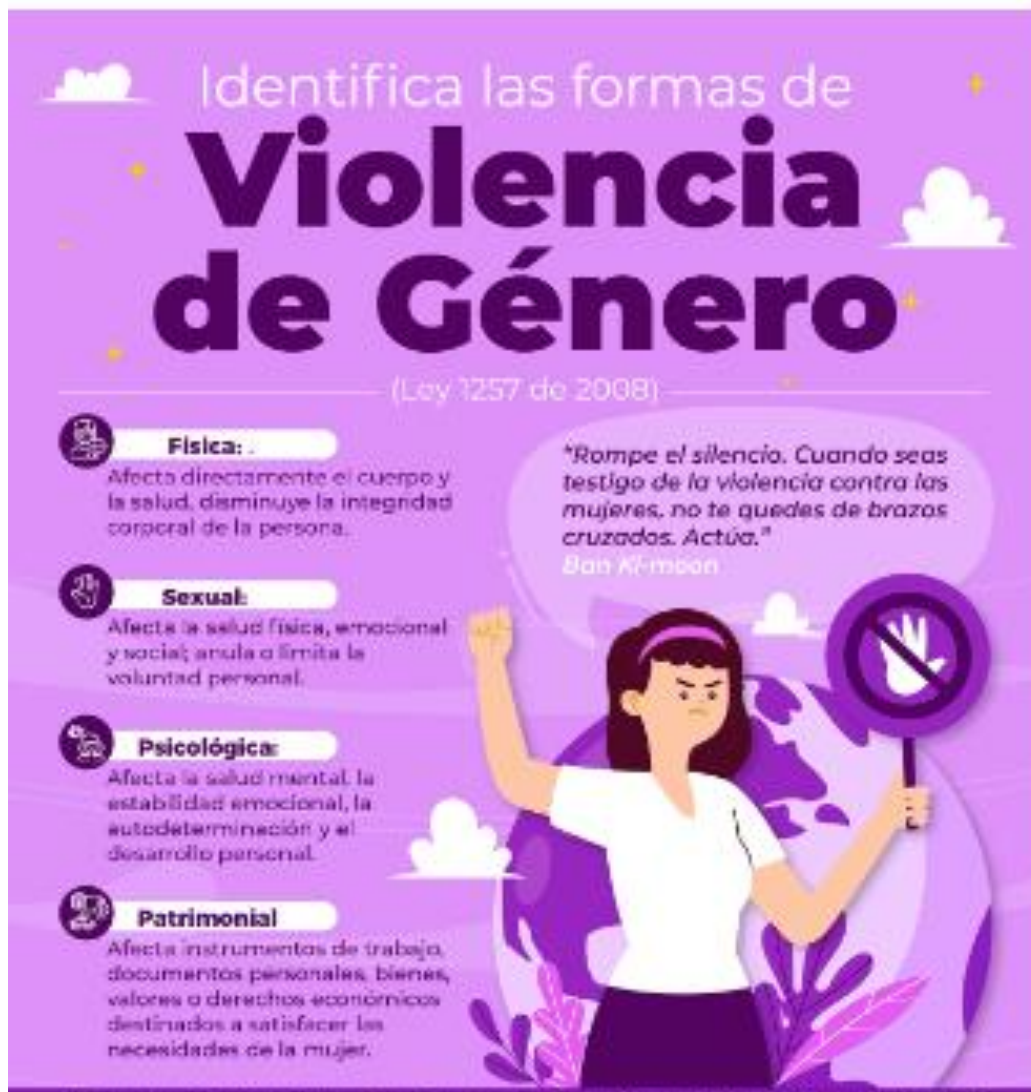 Identifica las formas de
Violencia
de Género
(Ley 1257 de 2008)
Física: .
Afecta directamente el cuerpo y
la salud, disminuye la integridad
corporal de la persona.
Sexual:
Afecta la salud física, emocional
y social; anula o limita la
voluntad personal.
Psicológica:
Afecta la salud mental, la
estabilidad emocional, la
autodeterminación y el
desarrollo personal.
Patrimonial
Afecta instrumentos de trabajo,
documentos personales, bienes,
valores o derechos económicos
destinados a satisfacer las
necesidades de la mujer.
"Rompe el silencio. Cuando seas
testigo de la violencia contra las
mujeres, no te quedes de brazos
cruzados. Actúa."
Ban Ki-moon